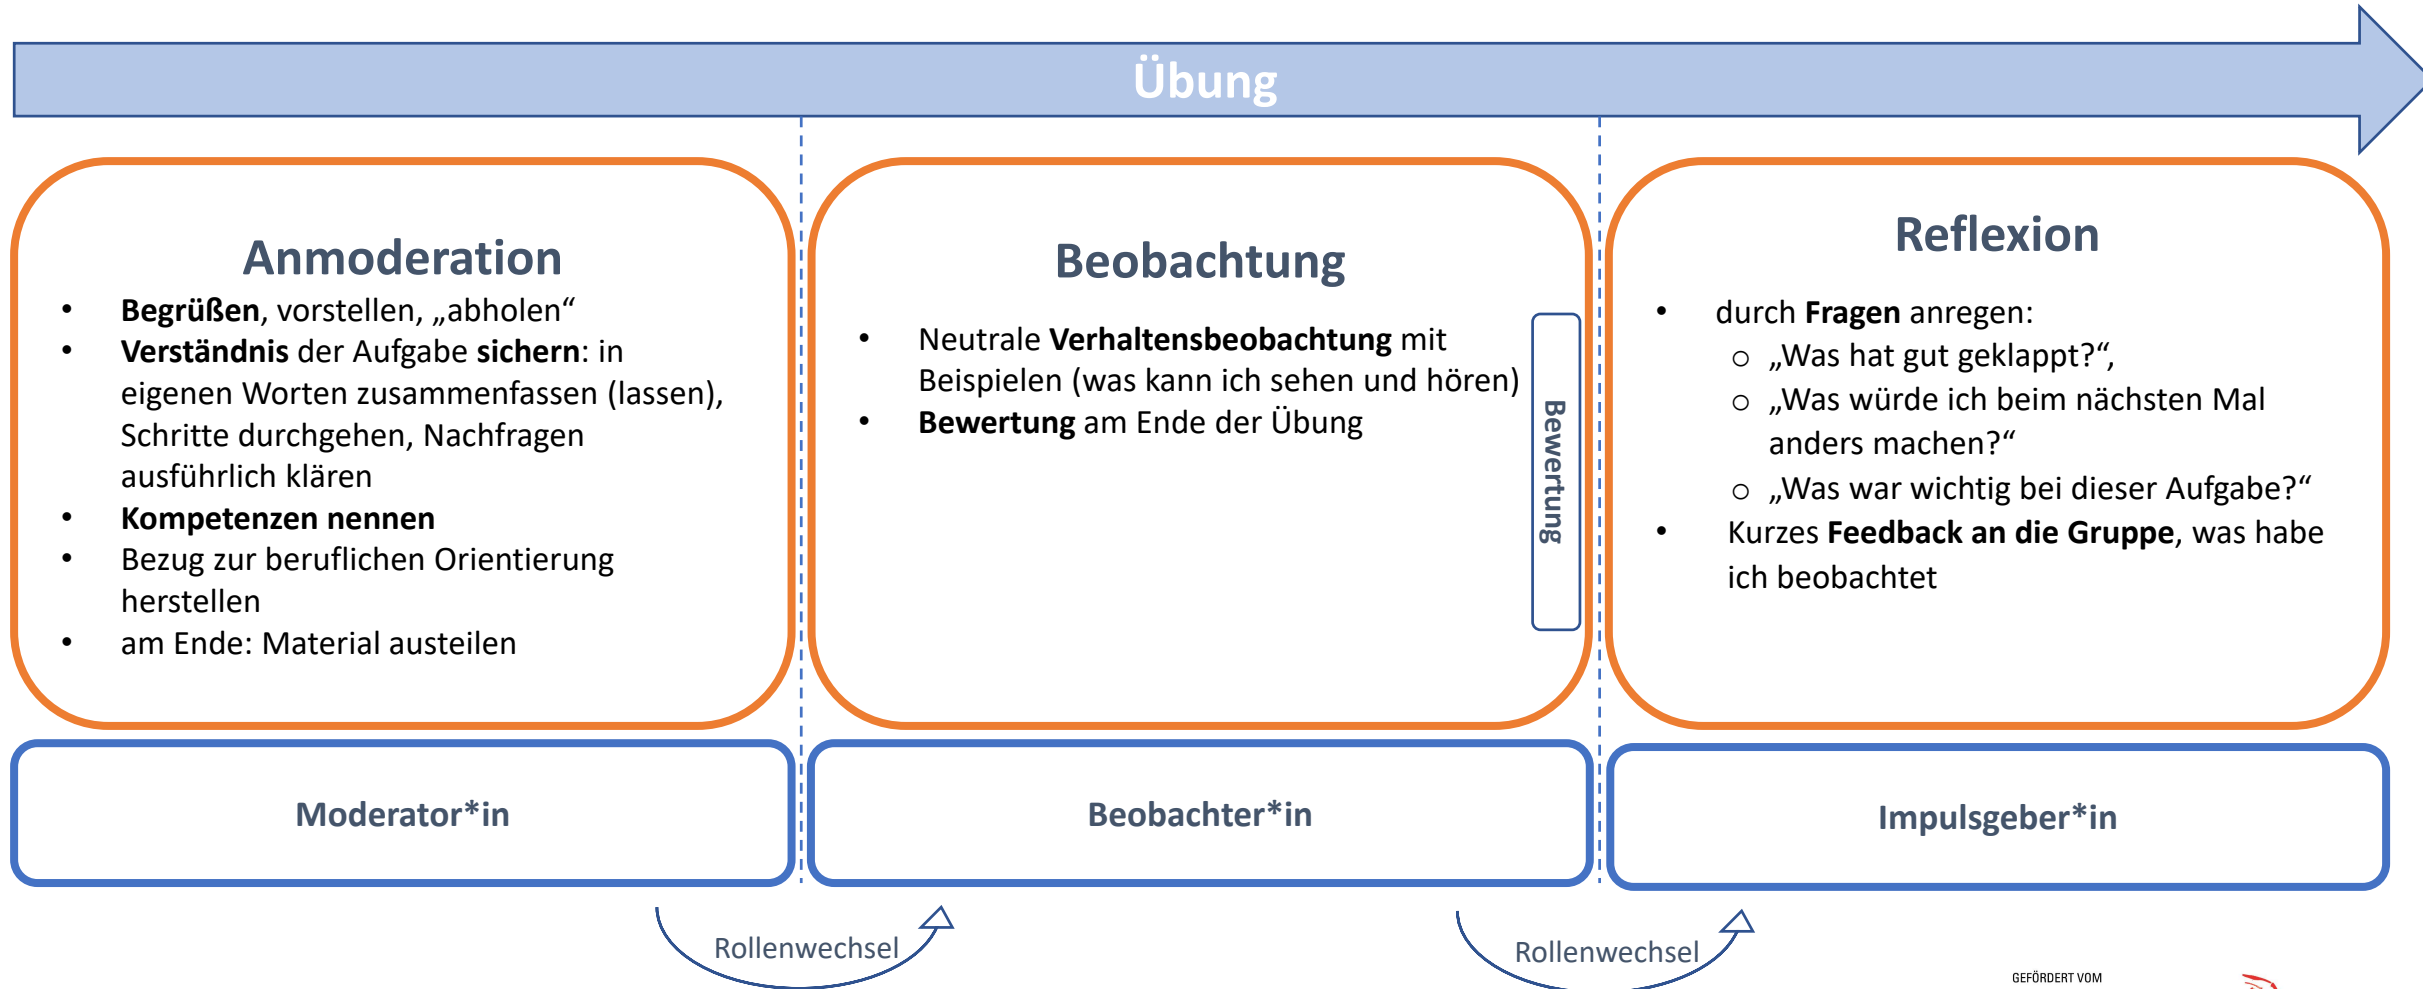 Übung
Anmoderation
• Begrüßen, vorstellen, „abholen“
• Verständnis der Aufgabe sichern: in
eigenen Worten zusammenfassen (lassen),
Schritte durchgehen, Nachfragen
ausführlich klären
• Kompetenzen nennen
• Bezug zur beruflichen Orientierung
herstellen
• am Ende: Material austeilen
Beobachtung
• Neutrale Verhaltensbeobachtung mit
Beispielen (was kann ich sehen und hören)
• Bewertung am Ende der Übung
Bewertung
Reflexion
• durch Fragen anregen:
o „Was hat gut geklappt?“,
o „Was würde ich beim nächsten Mal
anders machen?“
o „Was war wichtig bei dieser Aufgabe?“
• Kurzes Feedback an die Gruppe, was habe
ich beobachtet
Moderator*in
Beobachter*in
Impulsgeber*in
Rollenwechsel
Rollenwechsel
GEFÖRDERT VOM